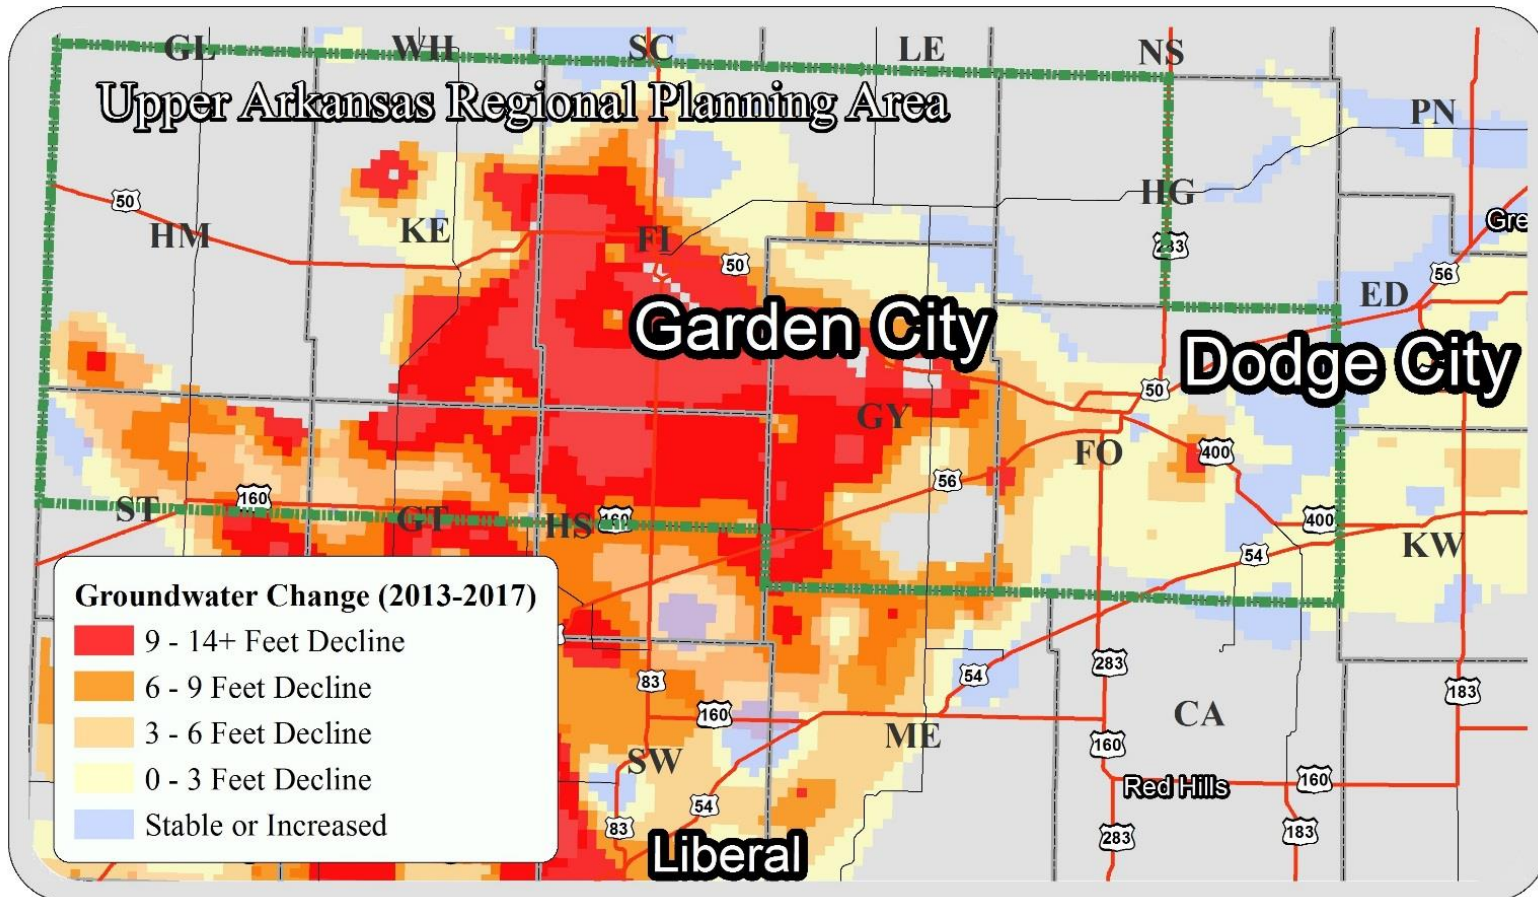 GL WH SC LE NS
Upper Arkansas Regional Planning Area
PN
HG
50
HM KE FI
283
Gre
50
56
ED
Garden City
Dodge City
50
GY
FO
400
56
160
ST GT HS 160
400
KW
54
Groundwater Change (2013-2017)
9 - 14+ Feet Decline
6 - 9 Feet Decline
3 - 6 Feet Decline
0 - 3 Feet Decline
Stable or Increased
283
54
83
183
160
CA
ME
160
SW
Red Hills
160
54
83
283
183
Liberal